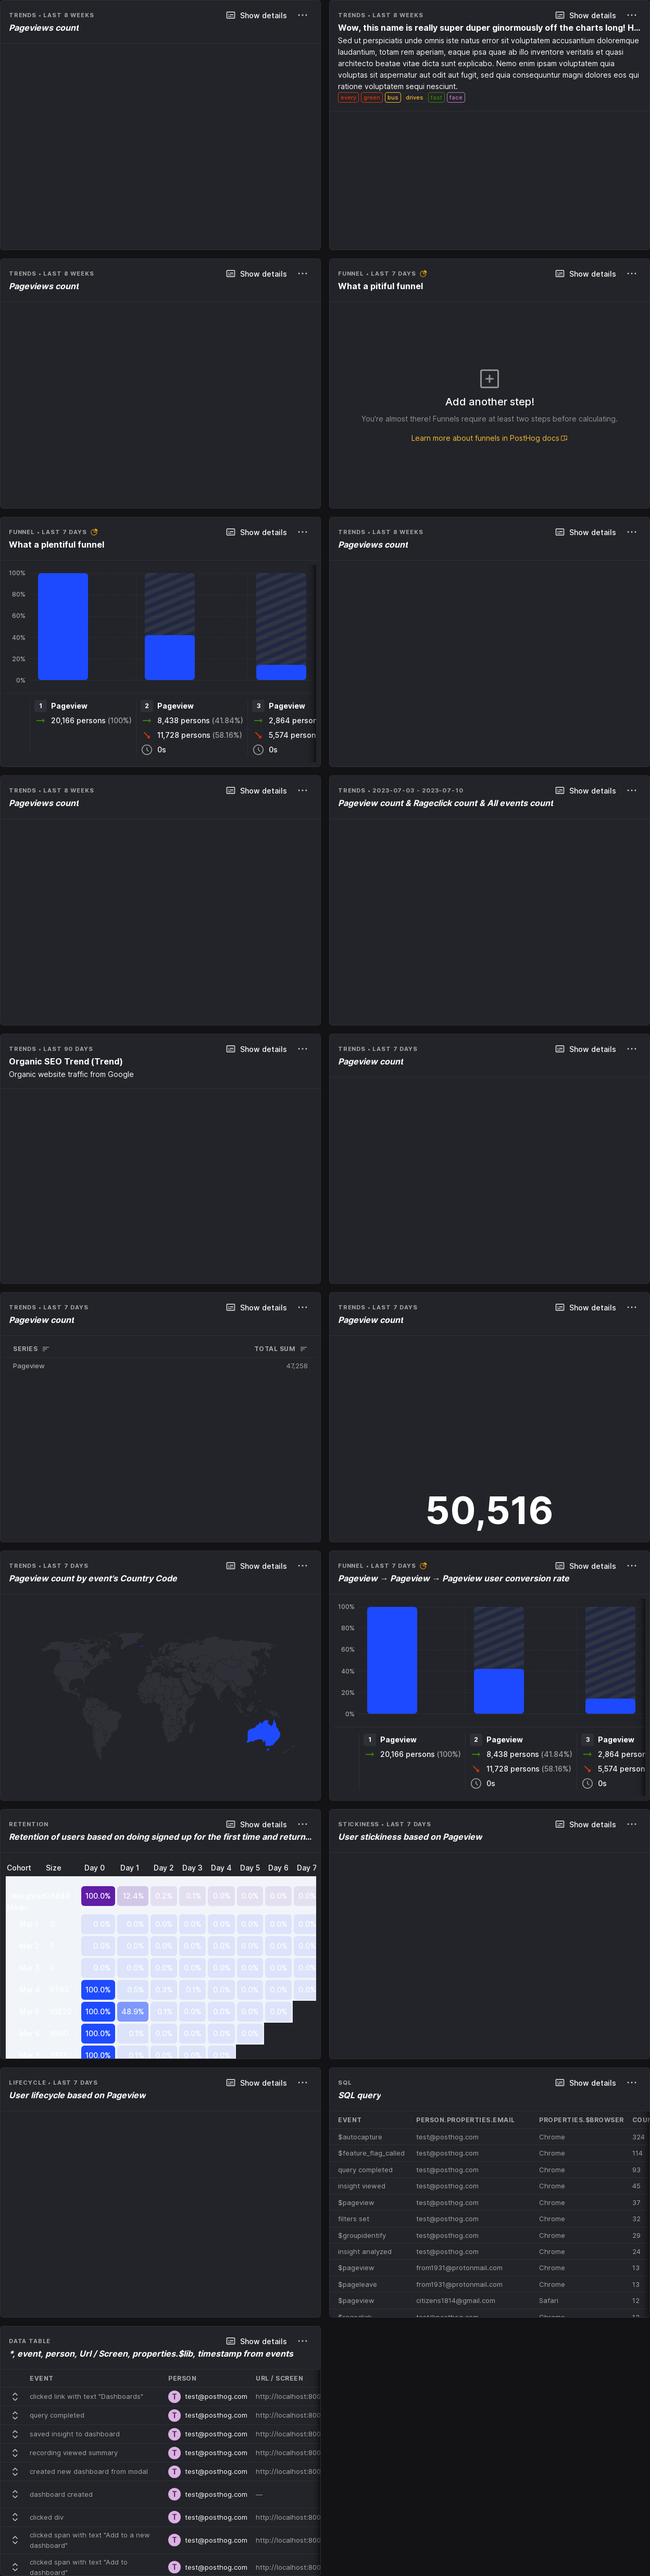 TRENDS • LAST 8 WEEKS
Show details
Pageviews count
TRENDS • LAST 8 WEEKS
Show details
Wow, this name is really super duper ginormously off the charts long! H...
Sed ut perspiciatis unde omnis iste natus error sit voluptatem accusantium doloremque
laudantium, totam rem aperiam, eaque ipsa quae ab illo inventore veritatis et quasi
architecto beatae vitae dicta sunt explicabo. Nemo enim ipsam voluptatem quia
voluptas sit aspernatur aut odit aut fugit, sed quia consequuntur magni dolores eos qui
ratione voluptatem sequi nesciunt.
every green bus drives fast face
TRENDS • LAST 8 WEEKS
Show details
Pageviews count
FUNNEL • LAST 7 DAYS
Show details
What a pitiful funnel
Add another step!
You're almost there! Funnels require at least two steps before calculating.
Learn more about funnels in PostHog docs
FUNNEL • LAST 7 DAYS
Show details
What a plentiful funnel
100%
80%
60%
40%
20%
0%
1 Pageview
20,166 persons (100%)
2 Pageview
8,438 persons (41.84%)
11,728 persons (58.16%)
0s
3 Pageview
2,864 persor
5,574 person
0s
TRENDS • LAST 8 WEEKS
Show details
Pageviews count
TRENDS • LAST 8 WEEKS
Show details
Pageviews count
TRENDS • 2023-07-03 - 2023-07-10
Show details
Pageview count & Rageclick count & All events count
TRENDS • LAST 90 DAYS
Show details
Organic SEO Trend (Trend)
Organic website traffic from Google
TRENDS • LAST 7 DAYS
Show details
Pageview count
TRENDS • LAST 7 DAYS
Show details
Pageview count
SERIES TOTAL SUM
Pageview 47,258
TRENDS • LAST 7 DAYS
Show details
Pageview count
50,516
TRENDS • LAST 7 DAYS
Show details
Pageview count by event's Country Code
FUNNEL • LAST 7 DAYS
Show details
Pageview → Pageview → Pageview user conversion rate
100%
80%
60%
40%
20%
0%
1 Pageview
20,166 persons (100%)
2 Pageview
8,438 persons (41.84%)
11,728 persons (58.16%)
0s
3 Pageview
2,864 persor
5,574 person
0s
RETENTION
Show details
Retention of users based on doing signed up for the first time and return...
Cohort Size Day 0 Day 1 Day 2 Day 3 Day 4 Day 5 Day 6 Day 7
100.0% 12.4% 0.2% 0.1% 0.0% 0.0% 0.0% 0.0%
0.0% 0.0% 0.0% 0.0% 0.0% 0.0% 0.0% 0.0%
0.0% 0.0% 0.0% 0.0% 0.0% 0.0% 0.0% 0.0%
0.0% 0.0% 0.0% 0.0% 0.0% 0.0% 0.0% 0.0%
100.0% 0.5% 0.3% 0.1% 0.0% 0.0% 0.0% 0.0%
100.0% 48.9% 0.1% 0.0% 0.0% 0.0% 0.0%
100.0% 0.1% 0.0% 0.0% 0.0% 0.0%
100.0% 0.1% 0.0% 0.0% 0.0%
STICKINESS • LAST 7 DAYS
Show details
User stickiness based on Pageview
LIFECYCLE • LAST 7 DAYS
Show details
User lifecycle based on Pageview
SQL
Show details
SQL query
EVENT PERSON.PROPERTIES.EMAIL PROPERTIES.$BROWSER COU
$autocapture test@posthog.com Chrome 324
$feature_flag_called test@posthog.com Chrome 114
query completed test@posthog.com Chrome 93
insight viewed test@posthog.com Chrome 45
$pageview test@posthog.com Chrome 37
filters set test@posthog.com Chrome 32
$groupidentify test@posthog.com Chrome 29
insight analyzed test@posthog.com Chrome 24
$pageview from1931@protonmail.com Chrome 13
$pageleave from1931@protonmail.com Chrome 13
$pageview citizens1814@gmail.com Safari 12
DATA TABLE
Show details
*, event, person, Url / Screen, properties.$lib, timestamp from events
EVENT PERSON URL / SCREEN
clicked link with text "Dashboards" T test@posthog.com http://localhost:800
query completed T test@posthog.com http://localhost:800
saved insight to dashboard T test@posthog.com http://localhost:800
recording viewed summary T test@posthog.com http://localhost:800
created new dashboard from modal T test@posthog.com http://localhost:800
dashboard created T test@posthog.com —
clicked div T test@posthog.com http://localhost:800
clicked span with text "Add to a new
dashboard" T test@posthog.com http://localhost:800
clicked span with text "Add to
dashboard" T test@posthog.com http://localhost:800